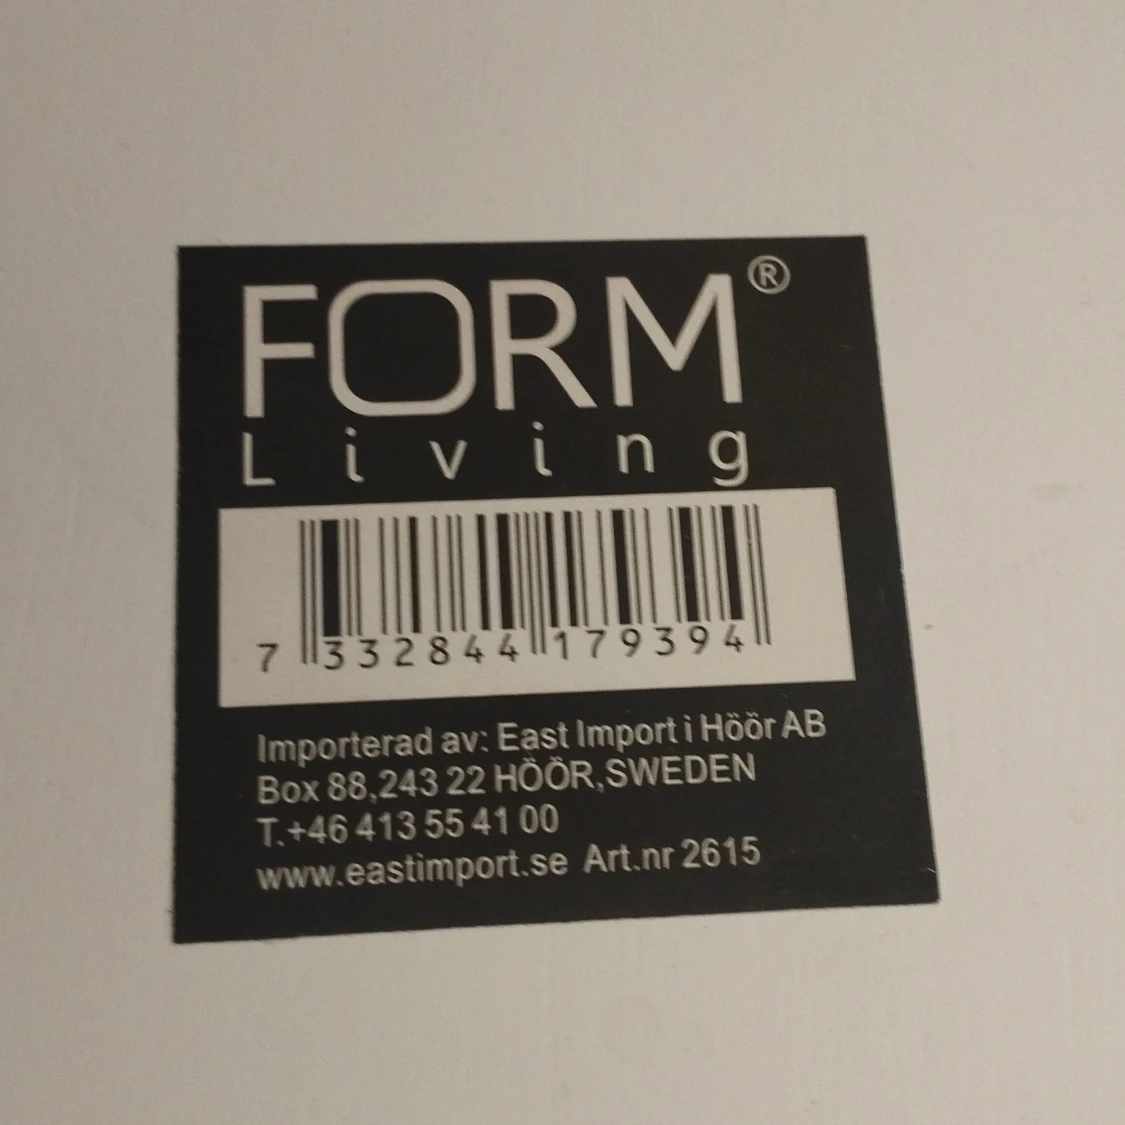 FORM®
Living
7 332844 179394
Importerad av: East Import i Höör AB
Box 88,243 22 HÖÖR,SWEDEN
T.+46 413 55 41 00
www.eastimport.se Art.nr 2615